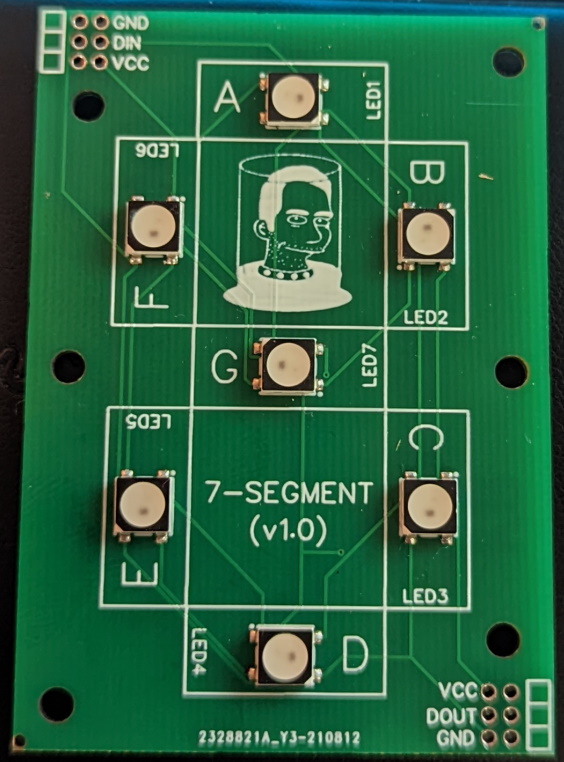 GND
DIN
VCC
A
LED1
LED6
B
F
LED2
G
LED7
LED5
C
7-SEGMENT
(v1.0)
E
LED3
LED4
D
VCC
DOUT
GND
2328821A_Y3-210812